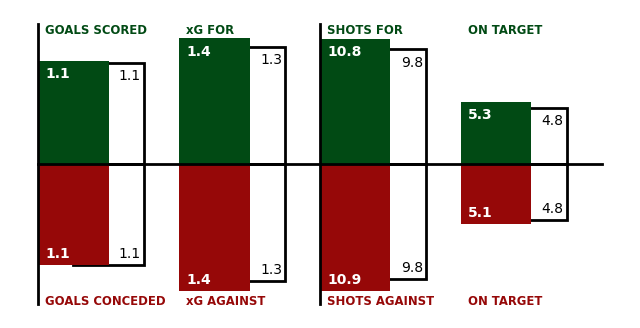 GOALS SCORED xG FOR SHOTS FOR ON TARGET
1.1 1.1 1.4 1.3 10.8 9.8 5.3 4.8
1.1 1.1 1.4 1.3 10.9 9.8 5.1 4.8
GOALS CONCEDED xG AGAINST SHOTS AGAINST ON TARGET